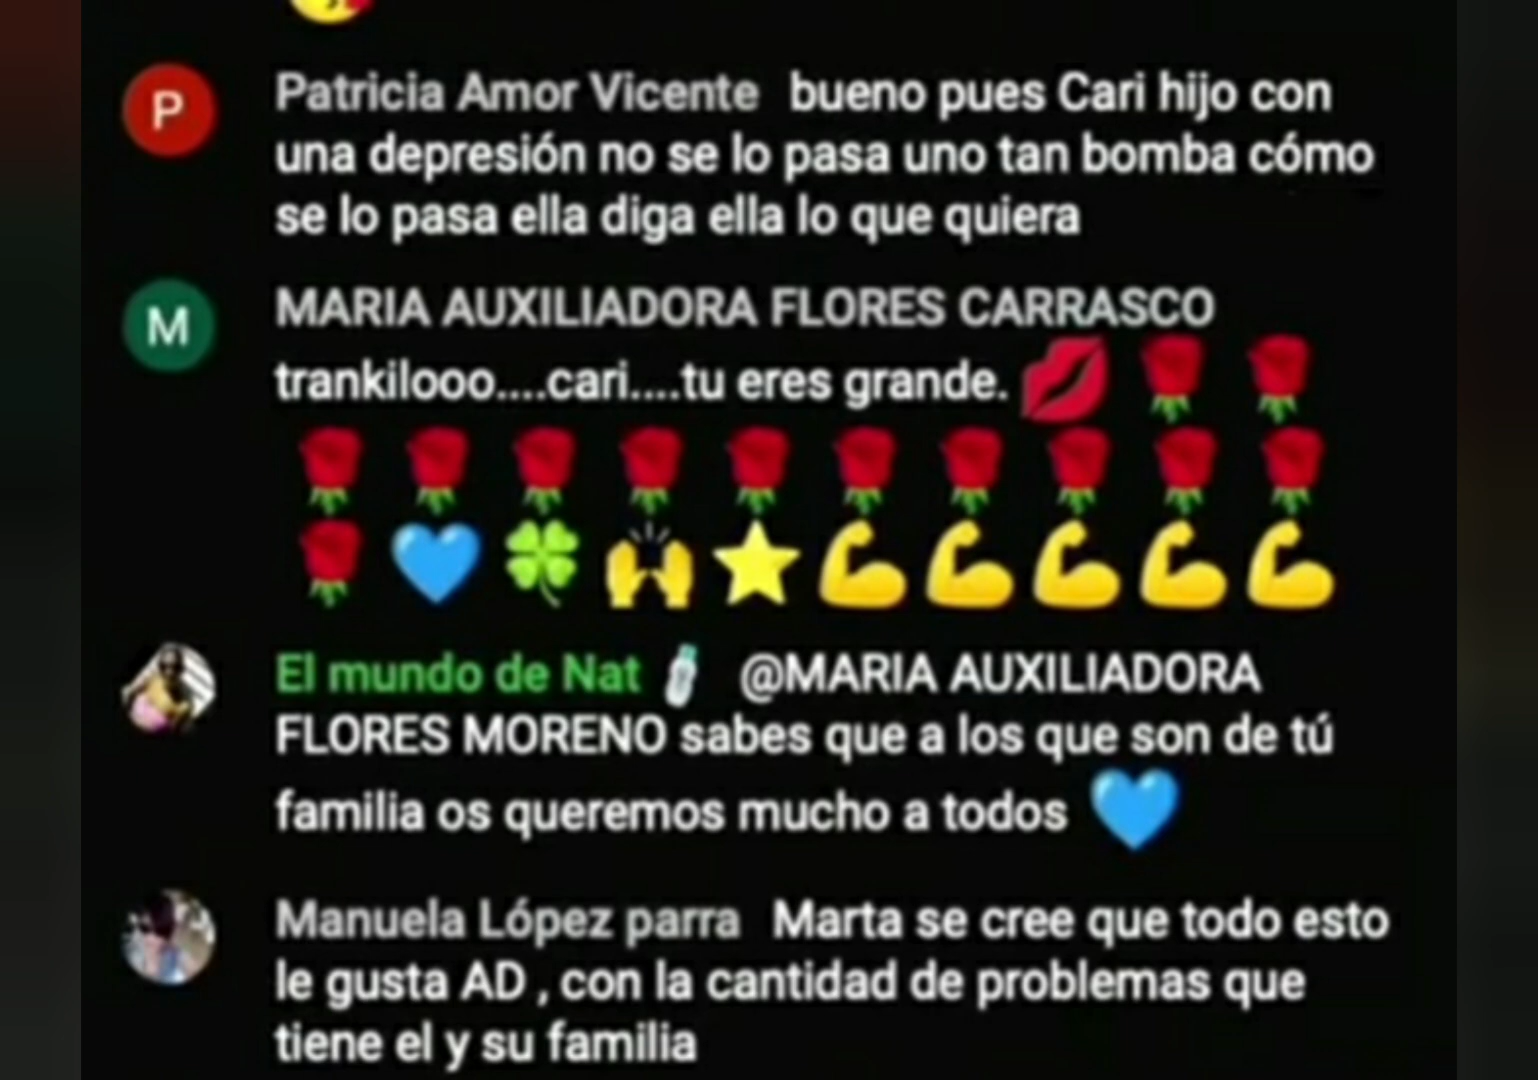 P
Patricia Amor Vicente bueno pues Cari hijo con
una depresión no se lo pasa uno tan bomba cómo
se lo pasa ella diga ella lo que quiera
M
MARIA AUXILIADORA FLORES CARRASCO
trankilooo....cari....tu eres grande. 💋🌹🌹
🌹🌹🌹🌹🌹🌹🌹🌹🌹🌹
🌹💙🍀🙌⭐💪💪💪💪💪
El mundo de Nat @MARIA AUXILIADORA
FLORES MORENO sabes que a los que son de tú
familia os queremos mucho a todos 💙
Manuela López parra Marta se cree que todo esto
le gusta AD , con la cantidad de problemas que
tiene el y su familia